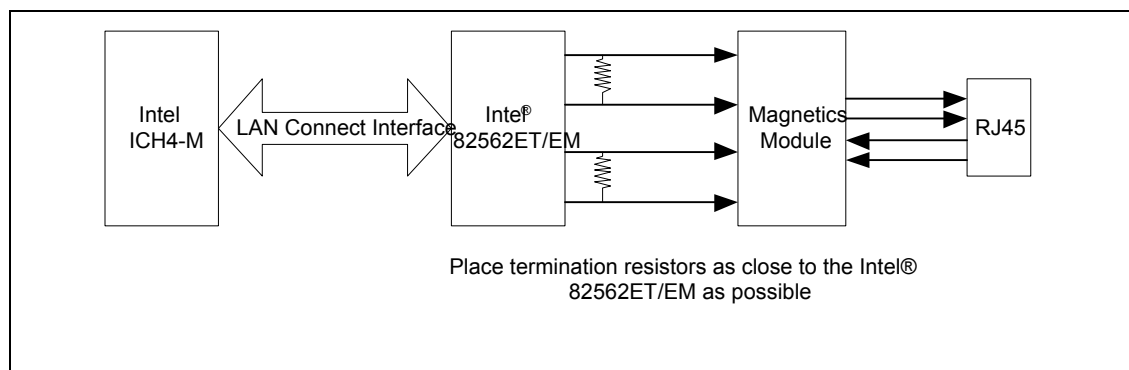 Intel
ICH4-M
LAN Connect Interface
Intel®
82562ET/EM
Magnetics
Module
RJ45
Place termination resistors as close to the Intel®
82562ET/EM as possible